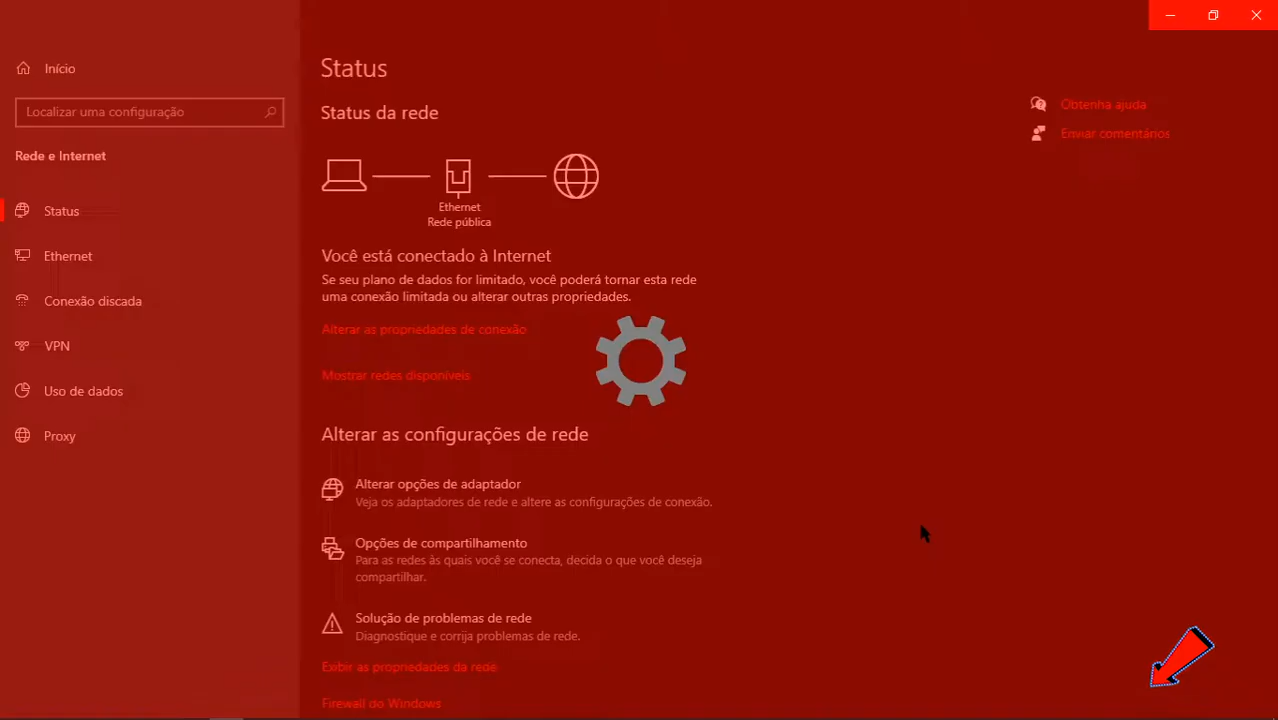 Início
Localizar uma configuração
Rede e Internet
Status
Ethernet
Conexão discada
VPN
Uso de dados
Proxy
Status
Status da rede
Ethernet
Rede pública
Você está conectado à Internet
Se seu plano de dados for limitado, você poderá tornar esta rede
uma conexão limitada ou alterar outras propriedades.
Alterar as propriedades de conexão
Mostrar redes disponíveis
Alterar as configurações de rede
Alterar opções de adaptador
Veja os adaptadores de rede e altere as configurações de conexão.
Opções de compartilhamento
Para as redes às quais você se conecta, decida o que você deseja
compartilhar.
Solução de problemas de rede
Diagnostique e corrija problemas de rede.
Exibir as propriedades da rede
Firewall do Windows
Obtenha ajuda
Enviar comentários